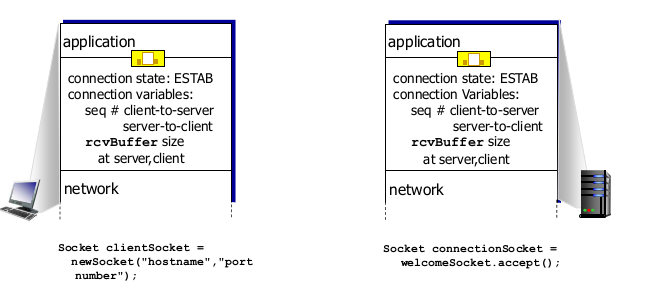 application
connection state: ESTAB
connection variables:
seq # client-to-server
server-to-client
rcvBuffer size
at server,client
network
Socket clientSocket =
newSocket("hostname","port
number");
application
connection state: ESTAB
connection Variables:
seq # client-to-server
server-to-client
rcvBuffer size
at server,client
network
Socket connectionSocket =
welcomeSocket.accept();